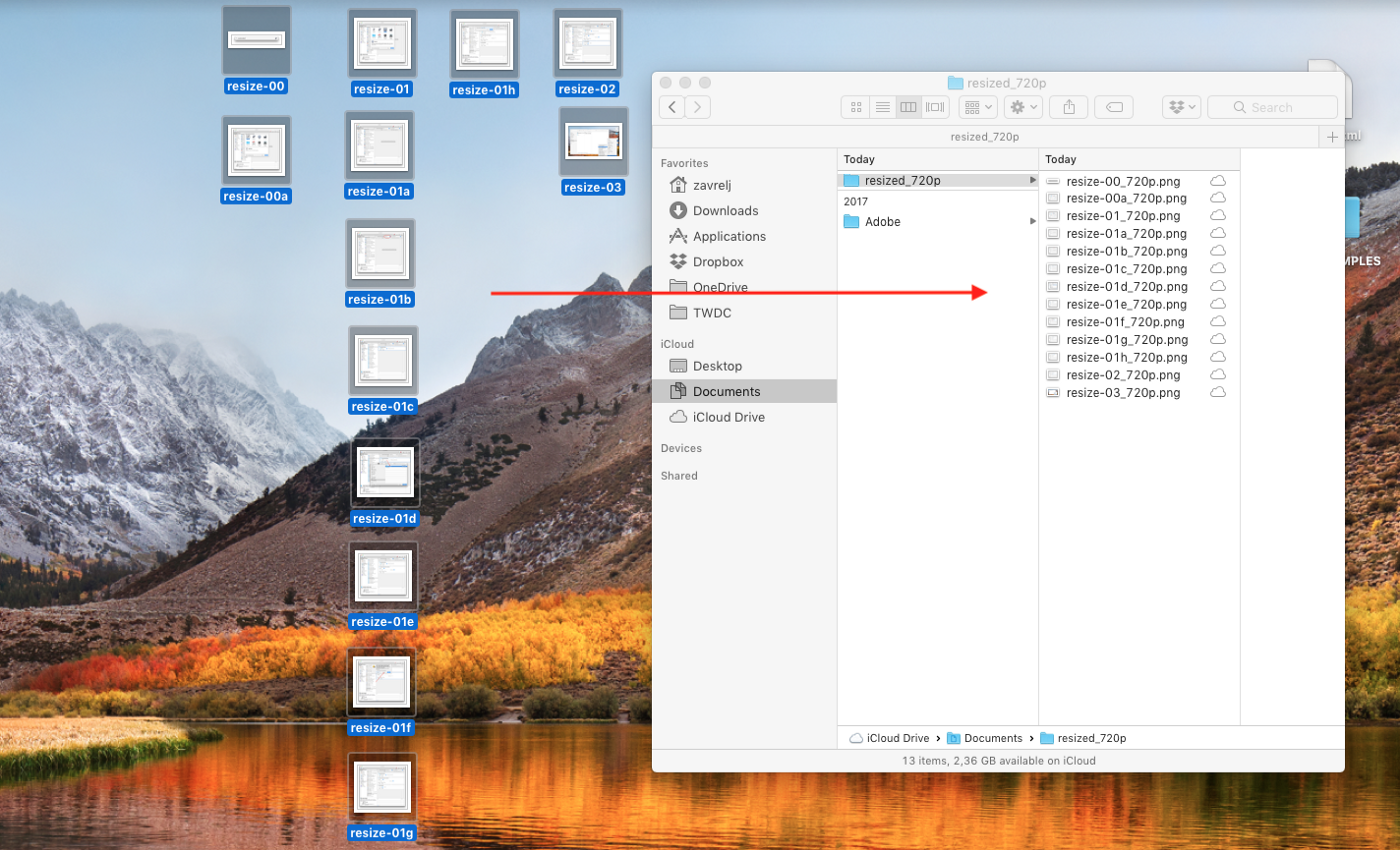 resize-00
resize-01
resize-01h
resize-02
resize-00a
resize-01a
resize-03
resize-01b
resize-01c
resize-01d
resize-01e
resize-01f
resize-01g
resized_720p
Search
resized_720p
Favorites
zavrelj
Downloads
Applications
Dropbox
OneDrive
TWDC
iCloud
Desktop
Documents
iCloud Drive
Devices
Shared
Today
resized_720p
2017
Adobe
Today
resize-00_720p.png
resize-00a_720p.png
resize-01_720p.png
resize-01a_720p.png
resize-01b_720p.png
resize-01c_720p.png
resize-01d_720p.png
resize-01e_720p.png
resize-01f_720p.png
resize-01g_720p.png
resize-01h_720p.png
resize-02_720p.png
resize-03_720p.png
iCloud Drive › Documents › resized_720p
13 items, 2,36 GB available on iCloud
MPLES